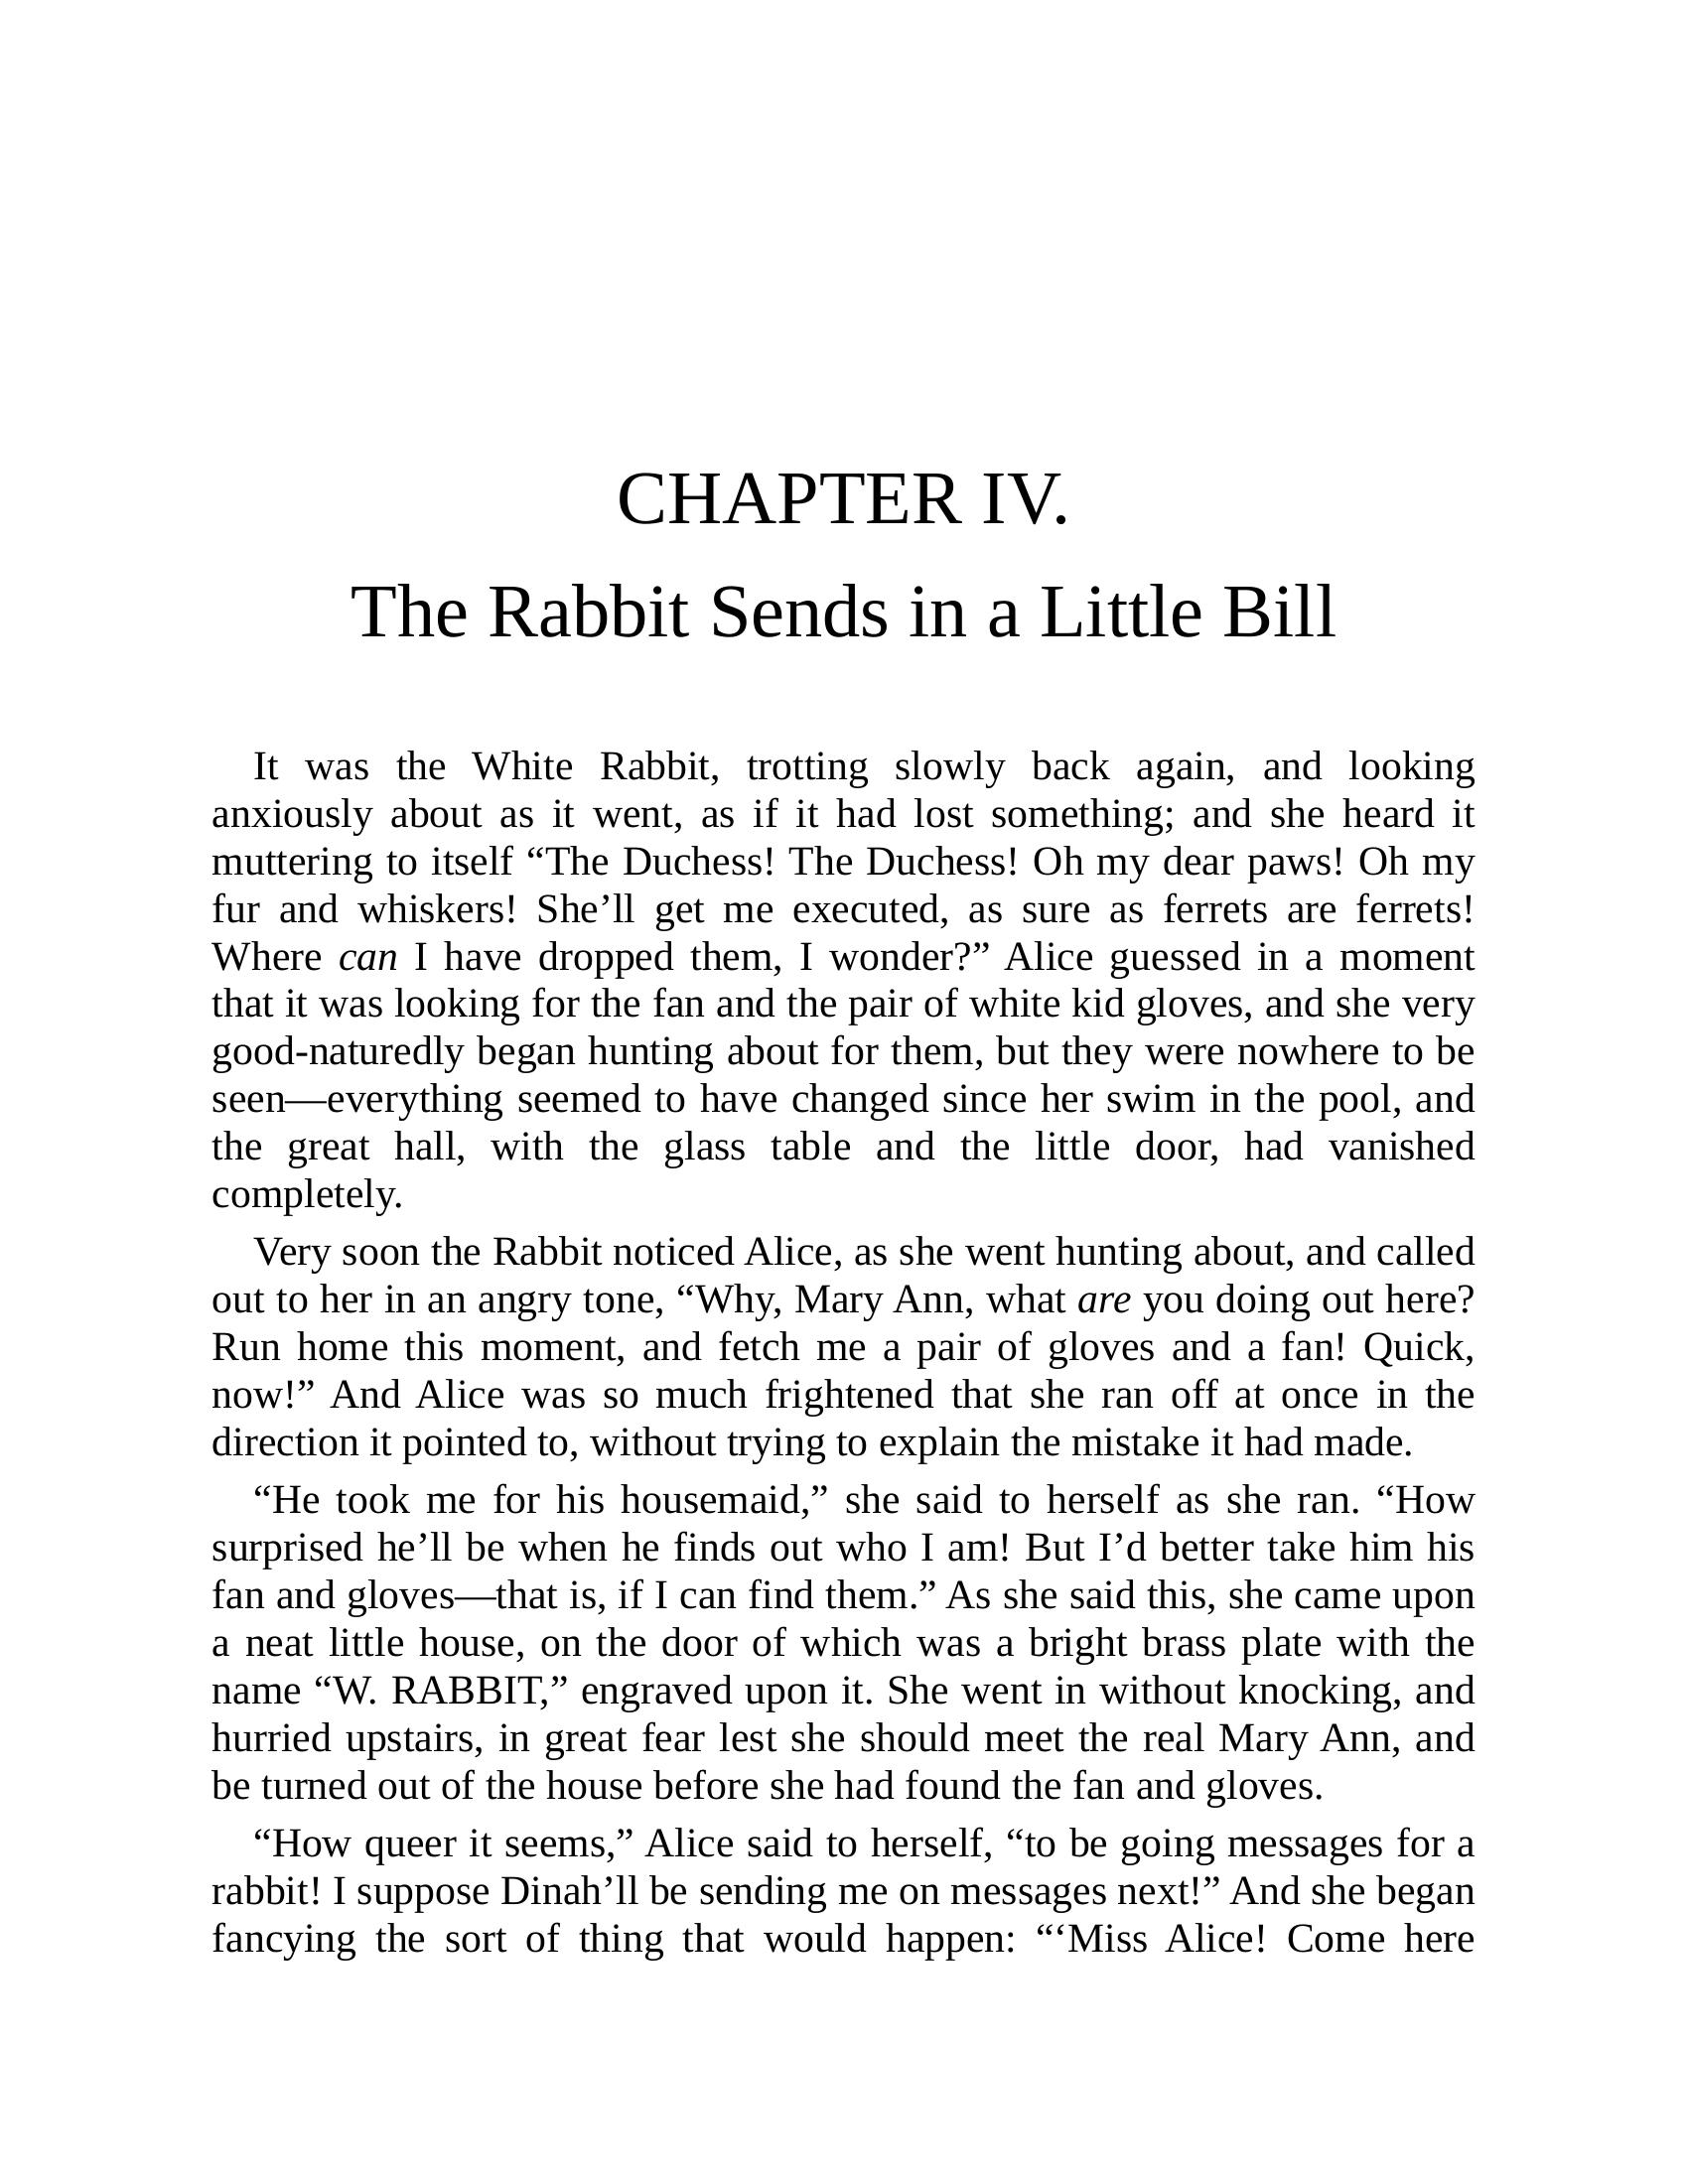 CHAPTER IV.
The Rabbit Sends in a Little Bill
It was the White Rabbit, trotting slowly back again, and looking
anxiously about as it went, as if it had lost something; and she heard it
muttering to itself “The Duchess! The Duchess! Oh my dear paws! Oh my
fur and whiskers! She’ll get me executed, as sure as ferrets are ferrets!
Where can I have dropped them, I wonder?” Alice guessed in a moment
that it was looking for the fan and the pair of white kid gloves, and she very
good-naturedly began hunting about for them, but they were nowhere to be
seen—everything seemed to have changed since her swim in the pool, and
the great hall, with the glass table and the little door, had vanished
completely.
Very soon the Rabbit noticed Alice, as she went hunting about, and called
out to her in an angry tone, “Why, Mary Ann, what are you doing out here?
Run home this moment, and fetch me a pair of gloves and a fan! Quick,
now!” And Alice was so much frightened that she ran off at once in the
direction it pointed to, without trying to explain the mistake it had made.
“He took me for his housemaid,” she said to herself as she ran. “How
surprised he’ll be when he finds out who I am! But I’d better take him his
fan and gloves—that is, if I can find them.” As she said this, she came upon
a neat little house, on the door of which was a bright brass plate with the
name “W. RABBIT,” engraved upon it. She went in without knocking, and
hurried upstairs, in great fear lest she should meet the real Mary Ann, and
be turned out of the house before she had found the fan and gloves.
“How queer it seems,” Alice said to herself, “to be going messages for a
rabbit! I suppose Dinah’ll be sending me on messages next!” And she began
fancying the sort of thing that would happen: “‘Miss Alice! Come here